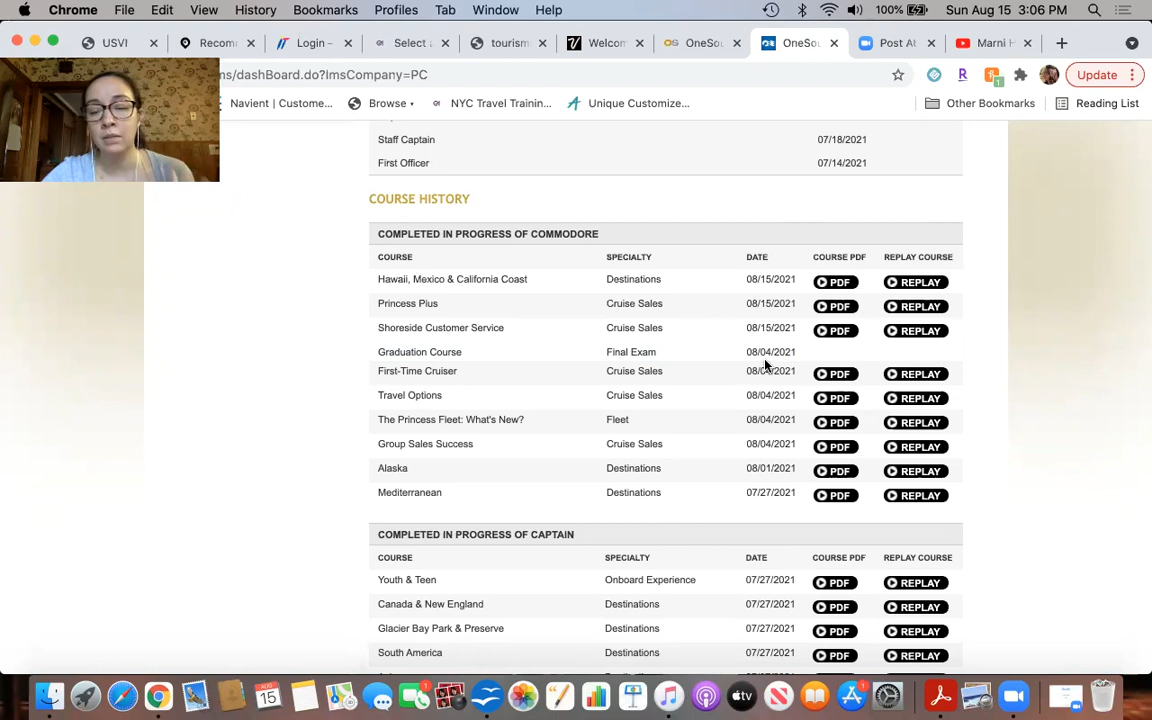 Chrome File Edit View History Bookmarks Profiles Tab Window Help 100% Sun Aug 15 3:06 PM
USVI Recom Login – Select tourism Welcom OneSou OneSou Post Ab Marni H
ms/dashBoard.do?lmsCompany=PC Update
Navient | Custome... Browse NYC Travel Trainin... Unique Customize... Other Bookmarks Reading List
Staff Captain 07/18/2021
First Officer 07/14/2021
COURSE HISTORY
COMPLETED IN PROGRESS OF COMMODORE
COURSE SPECIALTY DATE COURSE PDF REPLAY COURSE
Hawaii, Mexico & California Coast Destinations 08/15/2021 PDF REPLAY
Princess Plus Cruise Sales 08/15/2021 PDF REPLAY
Shoreside Customer Service Cruise Sales 08/15/2021 PDF REPLAY
Graduation Course Final Exam 08/04/2021
First-Time Cruiser Cruise Sales PDF REPLAY
Travel Options Cruise Sales 08/04/2021 PDF REPLAY
The Princess Fleet: What's New? Fleet 08/04/2021 PDF REPLAY
Group Sales Success Cruise Sales 08/04/2021 PDF REPLAY
Alaska Destinations 08/01/2021 PDF REPLAY
Mediterranean Destinations 07/27/2021 PDF REPLAY
COMPLETED IN PROGRESS OF CAPTAIN
COURSE SPECIALTY DATE COURSE PDF REPLAY COURSE
Youth & Teen Onboard Experience 07/27/2021 PDF REPLAY
Canada & New England Destinations 07/27/2021 PDF REPLAY
Glacier Bay Park & Preserve Destinations 07/27/2021 PDF REPLAY
South America Destinations 07/27/2021 PDF REPLAY